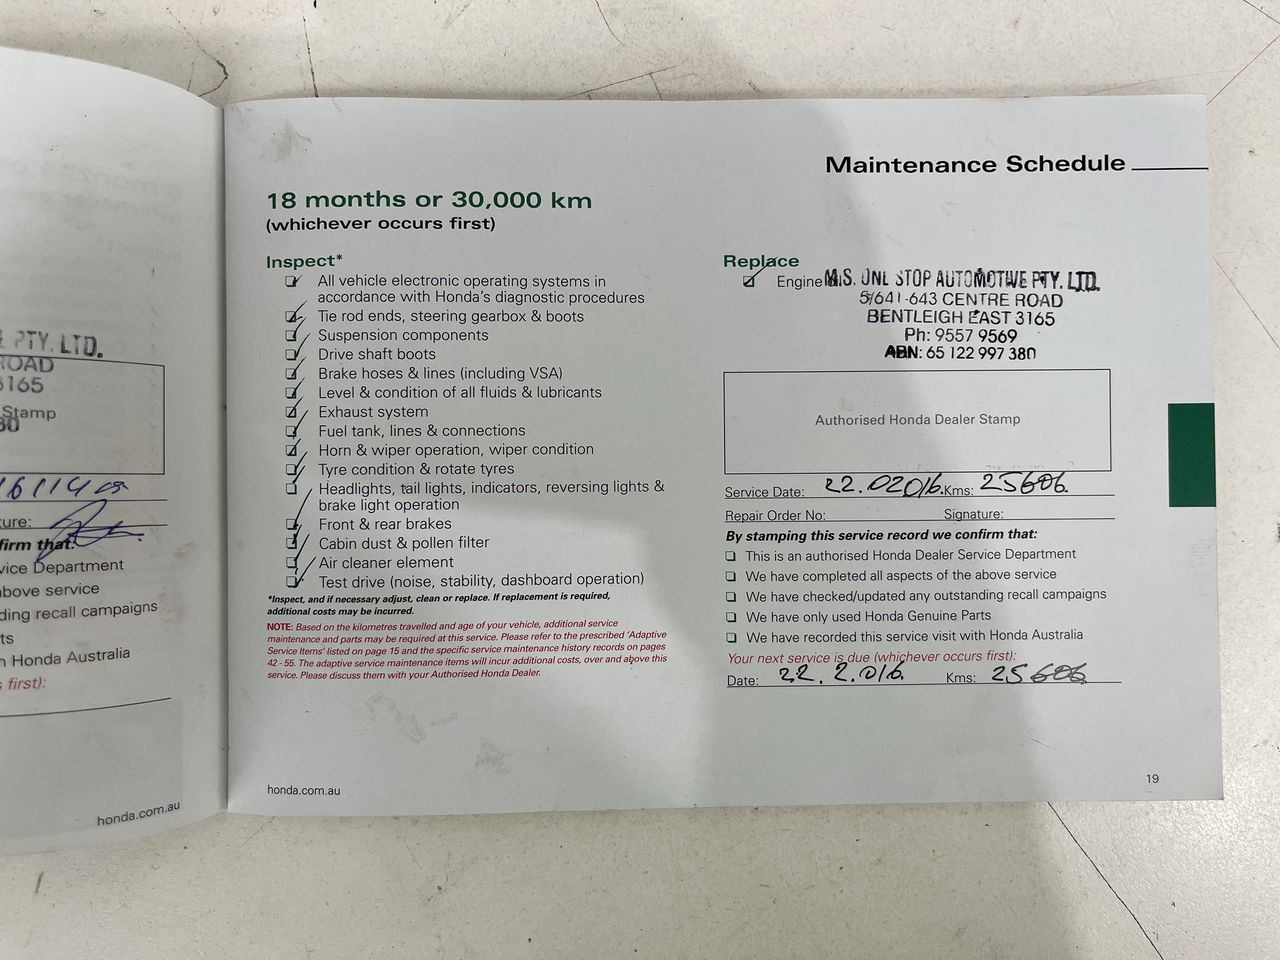 PTY. LTD.
ROAD
3165
Stamp
firm that:
vice Department
above service
ding recall campaigns
ts
h Honda Australia
s first):
honda.com.au
Maintenance Schedule
18 months or 30,000 km
(whichever occurs first)
Inspect*
All vehicle electronic operating systems in
accordance with Honda's diagnostic procedures
Tie rod ends, steering gearbox & boots
Suspension components
Drive shaft boots
Brake hoses & lines (including VSA)
Level & condition of all fluids & lubricants
Exhaust system
Fuel tank, lines & connections
Horn & wiper operation, wiper condition
Tyre condition & rotate tyres
Headlights, tail lights, indicators, reversing lights &
brake light operation
Front & rear brakes
Cabin dust & pollen filter
Air cleaner element
Test drive (noise, stability, dashboard operation)
*Inspect, and if necessary adjust, clean or replace. If replacement is required,
additional costs may be incurred.
NOTE: Based on the kilometres travelled and age of your vehicle, additional service
maintenance and parts may be required at this service. Please refer to the prescribed 'Adaptive
Service Items' listed on page 15 and the specific service maintenance history records on pages
42 - 55. The adaptive service maintenance items will incur additional costs, over and above this
service. Please discuss them with your Authorised Honda Dealer.
honda.com.au
Replace
Engine
M.S. ONE STOP AUTOMOTIVE PTY. LTD.
5/641-643 CENTRE ROAD
BENTLEIGH EAST 3165
Ph: 9557 9569
ABN: 65 122 997 380
Authorised Honda Dealer Stamp
Service Date: 22.02016. Kms: 25606.
Repair Order No: Signature:
By stamping this service record we confirm that:
This is an authorised Honda Dealer Service Department
We have completed all aspects of the above service
We have checked/updated any outstanding recall campaigns
We have only used Honda Genuine Parts
We have recorded this service visit with Honda Australia
Your next service is due (whichever occurs first):
Date: 22.2.016. Kms: 25606
19